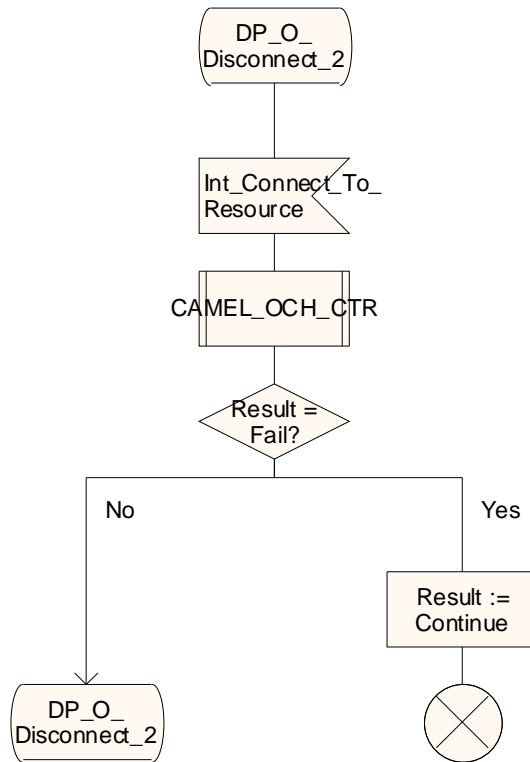 DP_O_
Disconnect_2
Int_Connect_To_
Resource
CAMEL_OCH_CTR
Result =
Fail?
No
Yes
Result :=
Continue
DP_O_
Disconnect_2